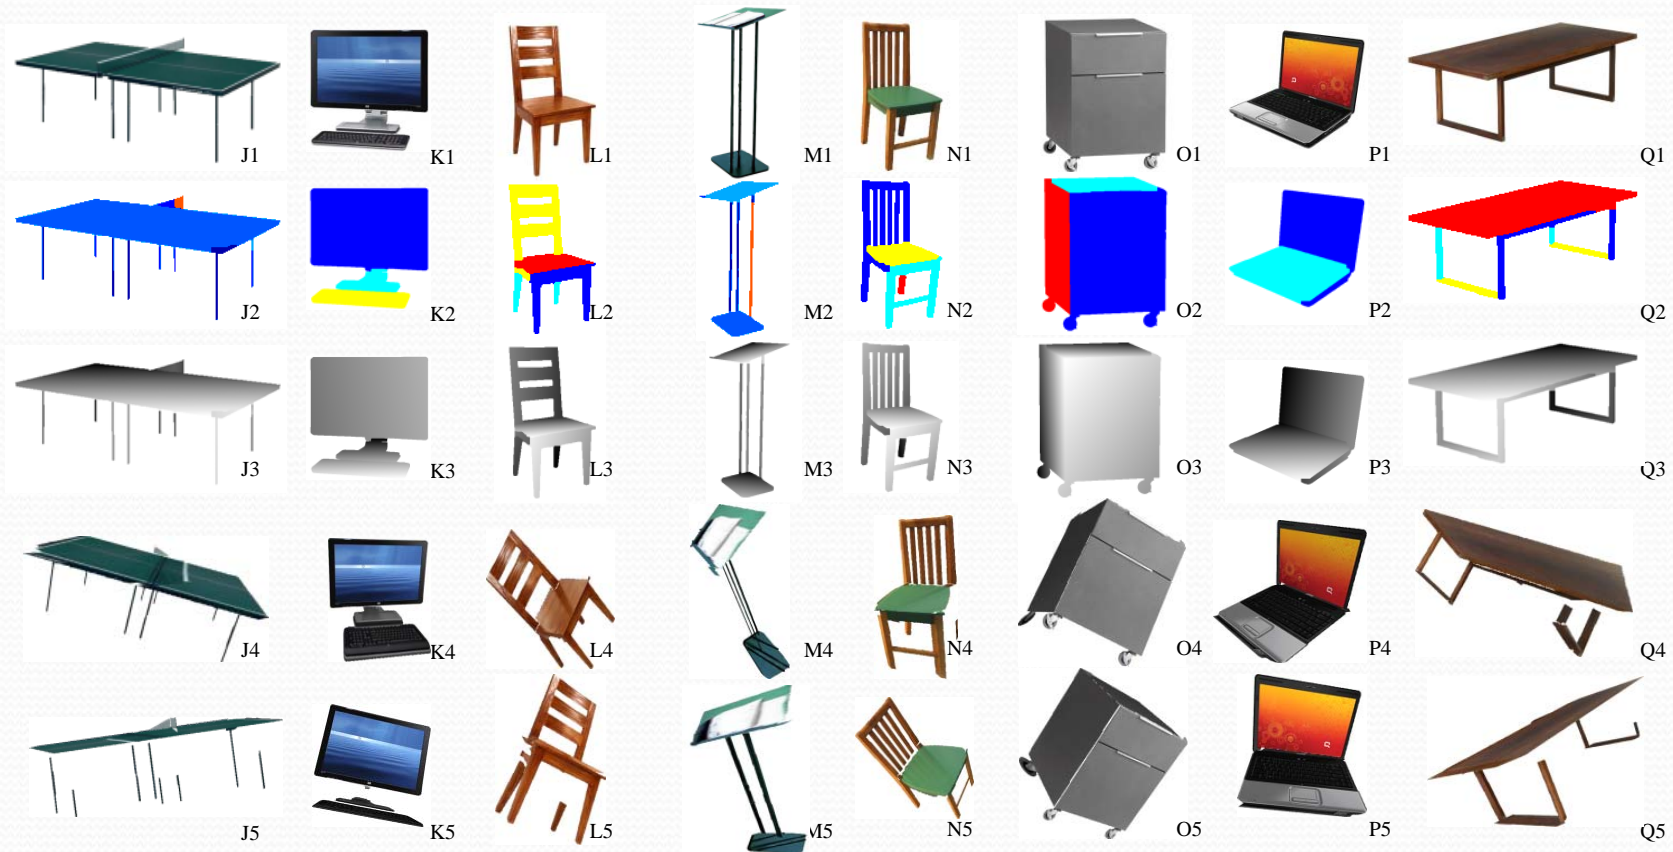 J1 K1 L1 M1 N1 O1 P1 Q1
J2 K2 L2 M2 N2 O2 P2 Q2
J3 K3 L3 M3 N3 O3 P3 Q3
J4 K4 L4 M4 N4 O4 P4 Q4
J5 K5 L5 M5 N5 O5 P5 Q5